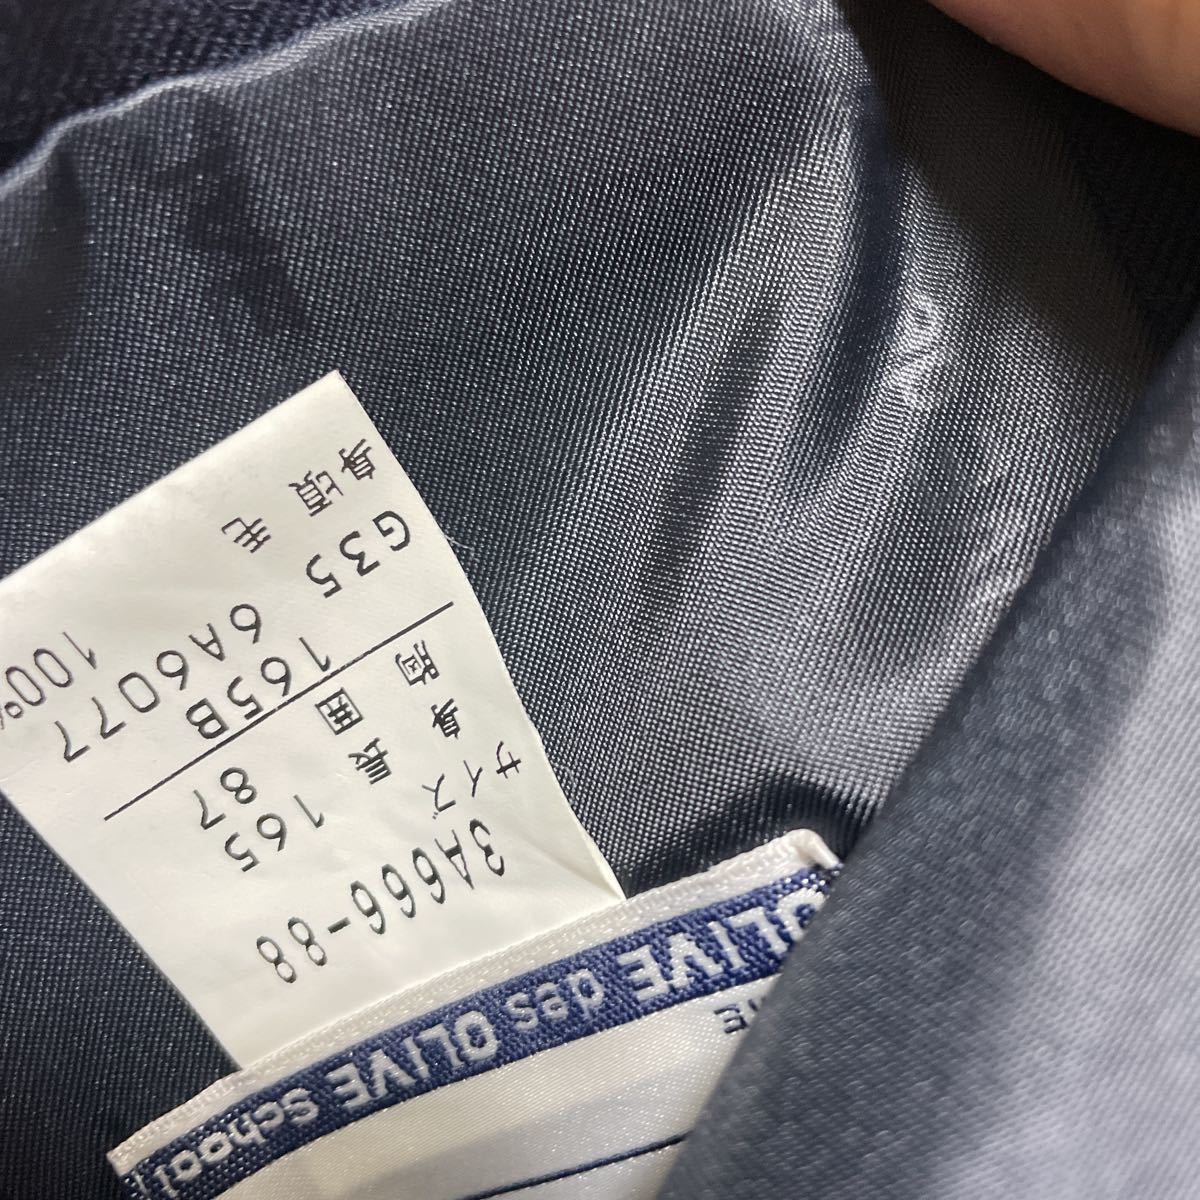 3A666-88
サイズ
身長 165
胸囲 87
165B
G35 6A6077
身頃 毛 100%
OLIVE des OLIVE School